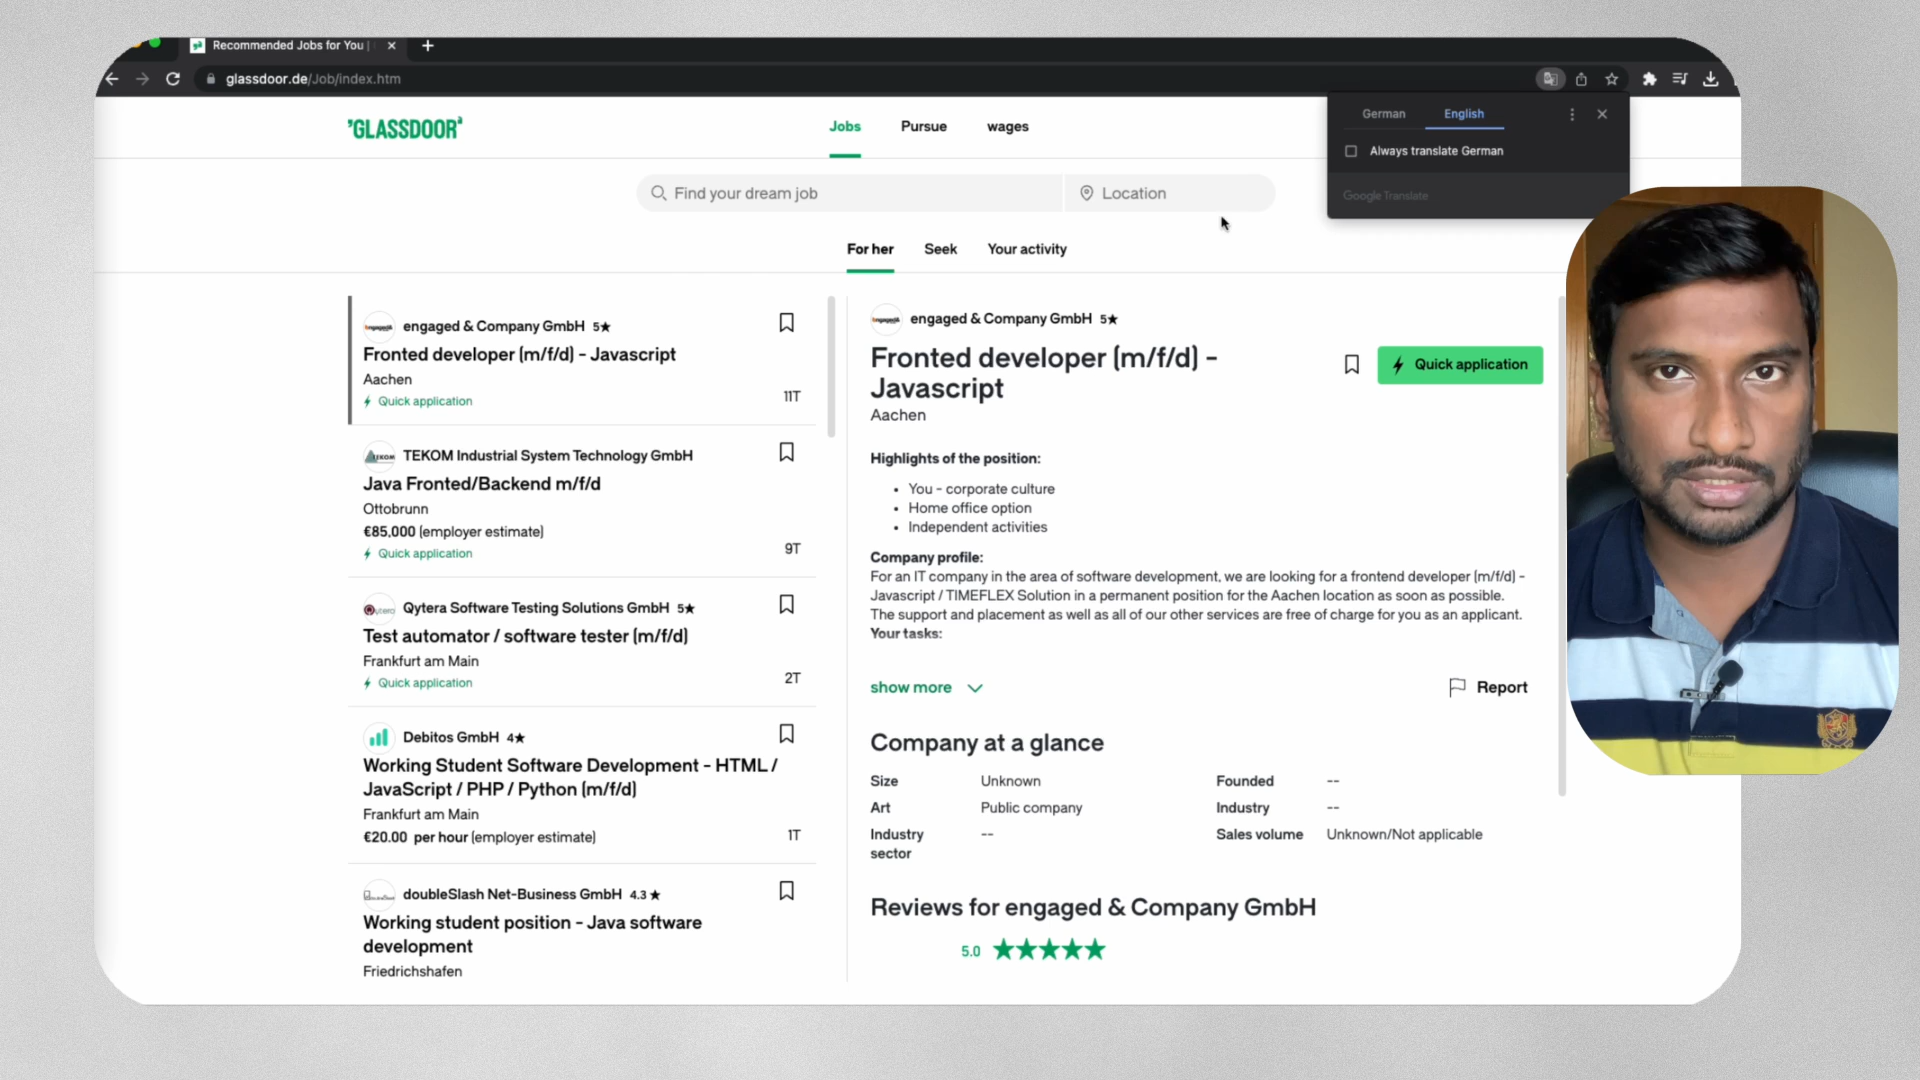 Recommended Jobs for You |
glassdoor.de/Job/index.htm
German
English
Always translate German
Google Translate
GLASSDOOR
Jobs
Pursue
wages
Find your dream job
Location
For her
Seek
Your activity
engaged & Company GmbH 5★
Fronted developer (m/f/d) - Javascript
Aachen
Quick application
11T
TEKOM Industrial System Technology GmbH
Java Fronted/Backend m/f/d
Ottobrunn
€85,000 (employer estimate)
Quick application
9T
Qytera Software Testing Solutions GmbH 5★
Test automator / software tester (m/f/d)
Frankfurt am Main
Quick application
2T
Debitos GmbH 4★
Working Student Software Development - HTML /
JavaScript / PHP / Python (m/f/d)
Frankfurt am Main
€20.00 per hour (employer estimate)
1T
doubleSlash Net-Business GmbH 4.3 ★
Working student position - Java software
development
Friedrichshafen
engaged & Company GmbH 5★
Fronted developer (m/f/d) -
Javascript
Aachen
Quick application
Highlights of the position:
• You - corporate culture
• Home office option
• Independent activities
Company profile:
For an IT company in the area of software development, we are looking for a frontend developer (m/f/d) -
Javascript / TIMEFLEX Solution in a permanent position for the Aachen location as soon as possible.
The support and placement as well as all of our other services are free of charge for you as an applicant.
Your tasks:
show more
Report
Company at a glance
Size Unknown Founded --
Art Public company Industry --
Industry -- Sales volume Unknown/Not applicable
sector
Reviews for engaged & Company GmbH
5.0 ★★★★★